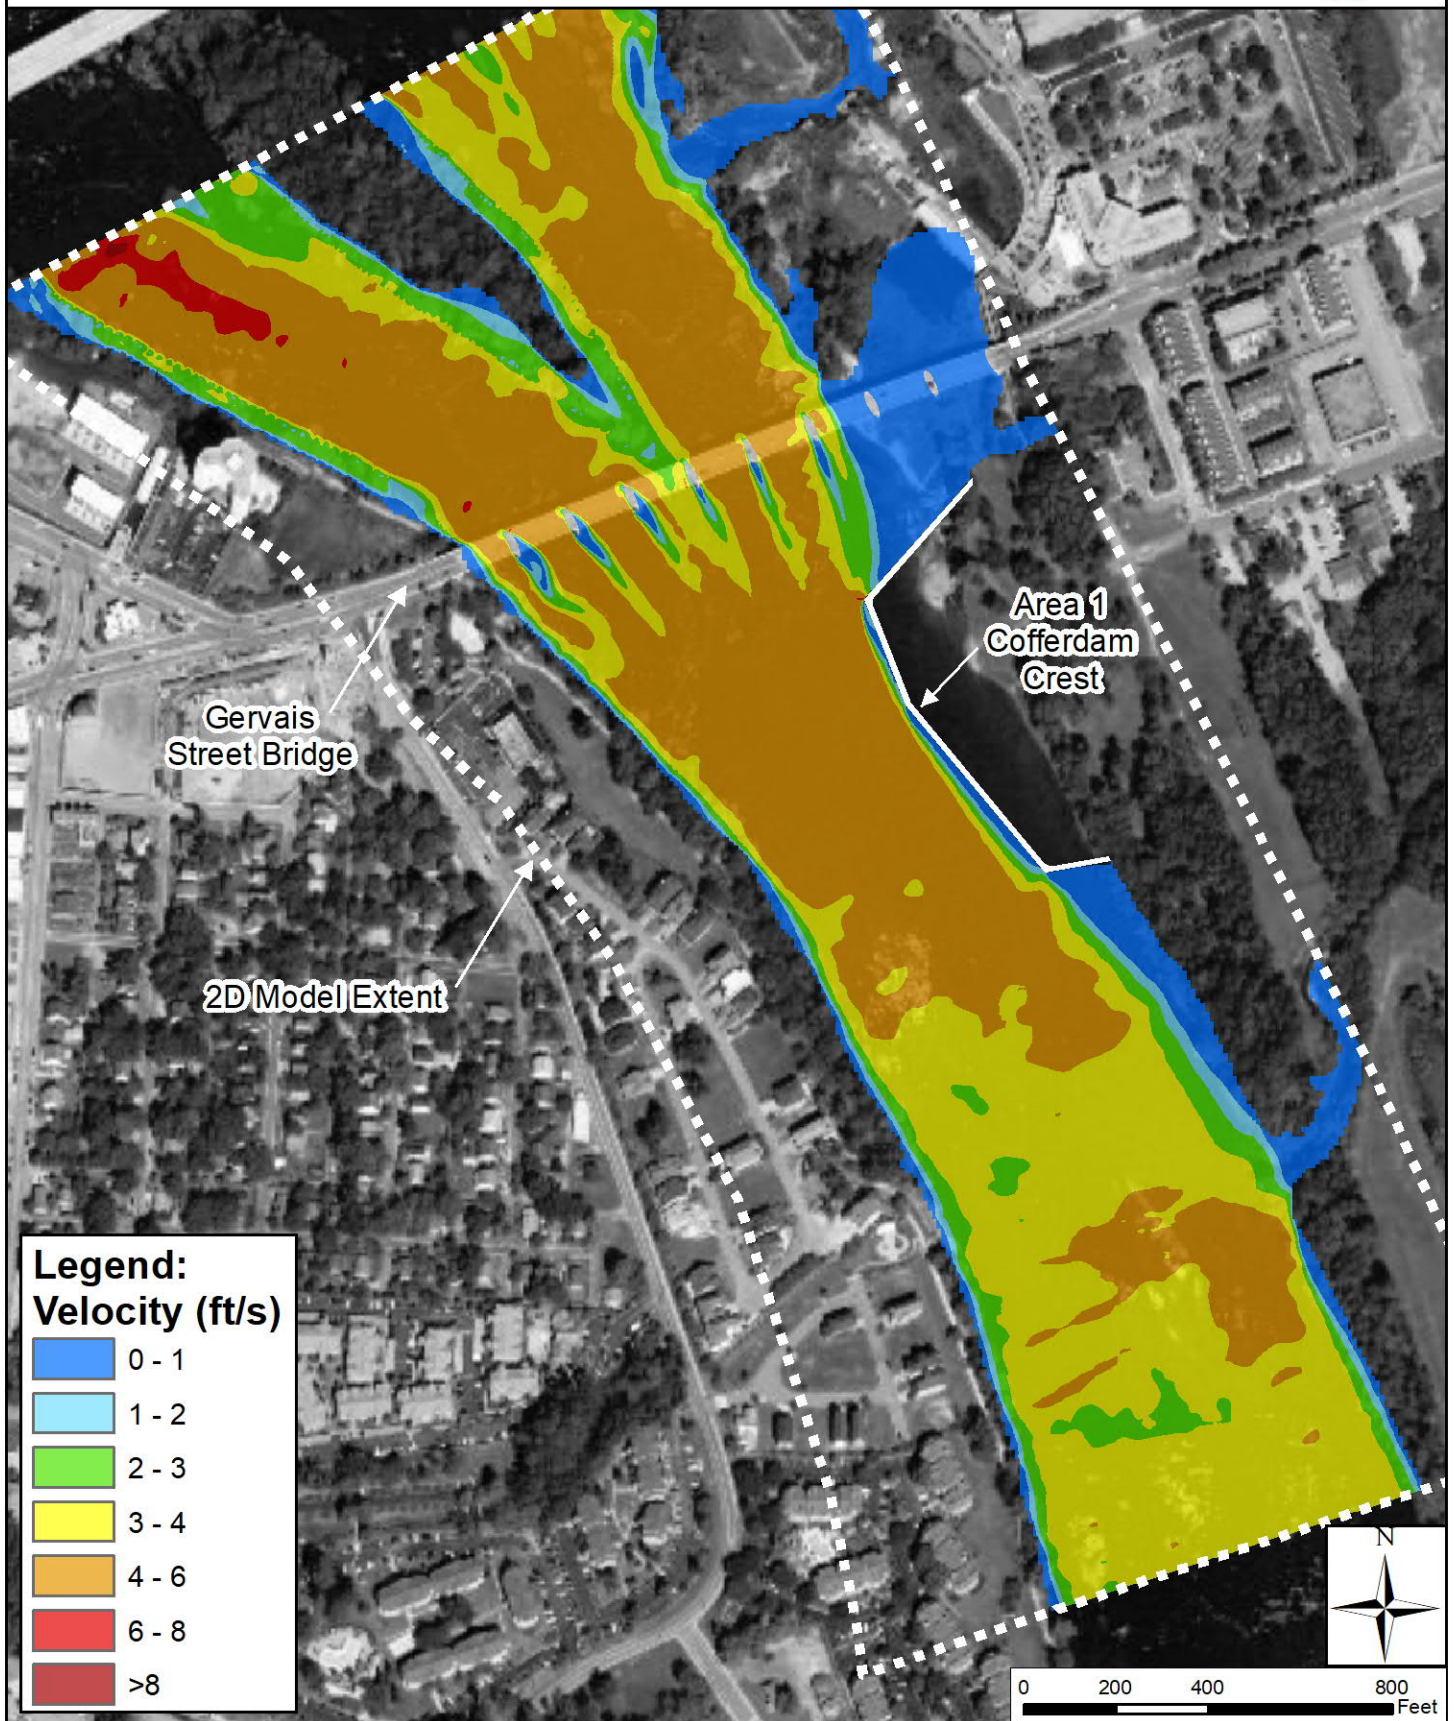 Area 1
Cofferdam
Crest
Gervais
Street Bridge
2D Model Extent
Legend:
Velocity (ft/s)
0 - 1
1 - 2
2 - 3
3 - 4
4 - 6
6 - 8
>8
N
0 200 400 800
Feet